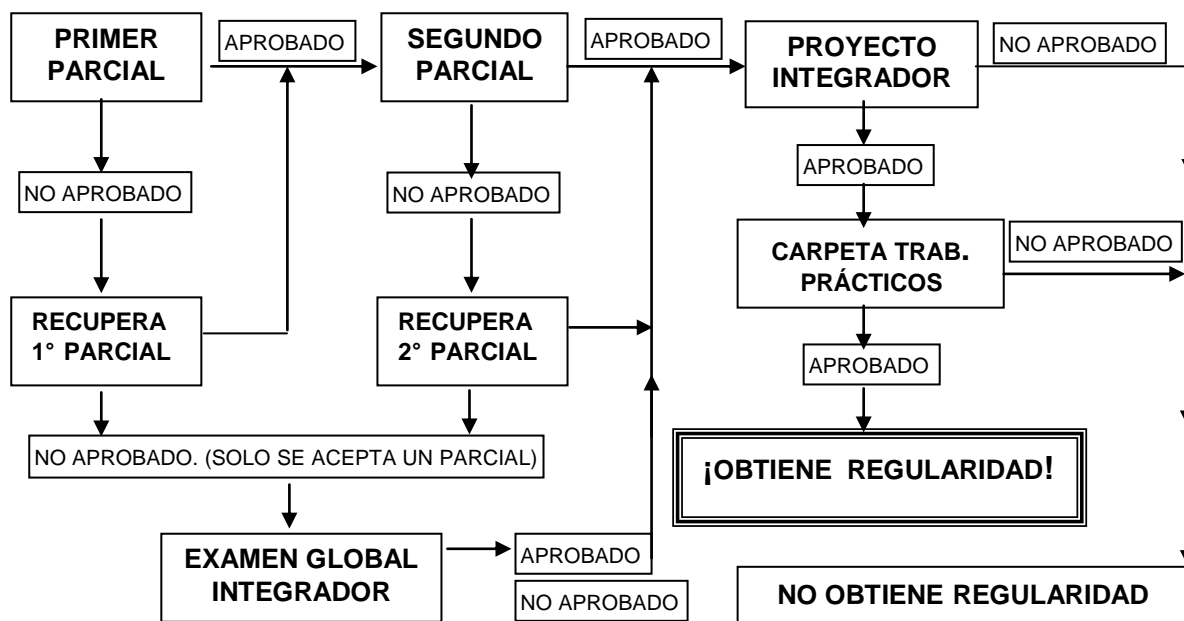 PRIMER
PARCIAL
APROBADO
SEGUNDO
PARCIAL
APROBADO
PROYECTO
INTEGRADOR
NO APROBADO
NO APROBADO
NO APROBADO
APROBADO
CARPETA TRAB.
PRÁCTICOS
NO APROBADO
RECUPERA
1° PARCIAL
RECUPERA
2° PARCIAL
APROBADO
NO APROBADO. (SOLO SE ACEPTA UN PARCIAL)
¡OBTIENE REGULARIDAD!
EXAMEN GLOBAL
INTEGRADOR
APROBADO
NO APROBADO
NO OBTIENE REGULARIDAD